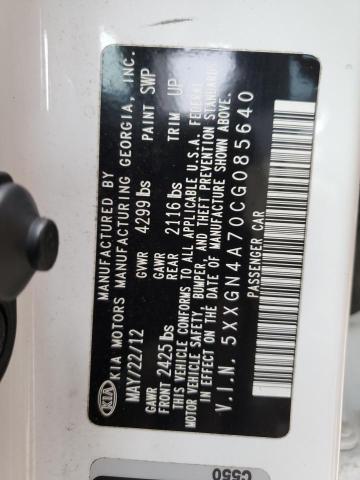 MANUFACTURED BY
KIA KIA MOTORS MANUFACTURING GEORGIA, INC.
MAY/22/12 GVWR 4299 lbs PAINT SWP
GAWR FRONT 2425 lbs GAWR REAR 2116 lbs TRIM UP
THIS VEHICLE CONFORMS TO ALL APPLICABLE U.S.A. FEDERAL
MOTOR VEHICLE SAFETY, BUMPER, AND THEFT PREVENTION STANDARDS
IN EFFECT ON THE DATE OF MANUFACTURE SHOWN ABOVE.
V.I.N. 5XXGN4A70CG085640
PASSENGER CAR
C550